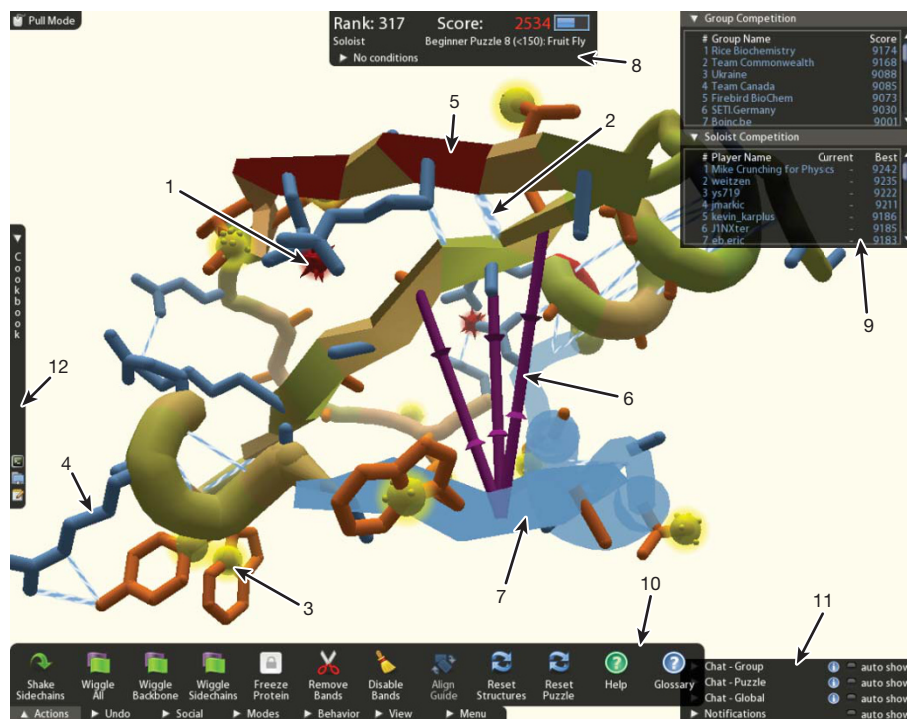 Pull Mode
Rank: 317 Score: 2534
Soloist Beginner Puzzle 8 (<150): Fruit Fly
▶ No conditions
8
▼ Group Competition
# Group Name Score
1 Rice Biochemistry 9174
2 Team Commonwealth 9168
3 Ukraine 9088
4 Team Canada 9085
5 Firebird BioChem 9073
6 SETI.Germany 9030
7 Boinc.be 9001
▼ Soloist Competition
# Player Name Current Best
1 Mike Crunching for Physcs - 9242
2 weitzen - 9235
3 ys719 - 9222
4 jmarkic - 9211
5 kevin_karplus - 9186
6 J1NXter - 9185
7 eb eric - 9183
5
2
1
9
▼ Cookbook
12
6
4
3
7
10
11
Shake Sidechains
Wiggle All
Wiggle Backbone
Wiggle Sidechains
Freeze Protein
Remove Bands
Disable Bands
Align Guide
Reset Structures
Reset Puzzle
Help
Glossary
▲ Actions ▶ Undo ▶ Social ▶ Modes ▶ Behavior ▶ View ▶ Menu
▶ Chat - Group auto show
▶ Chat - Puzzle auto show
▶ Chat - Global auto show
▶ Notifications auto show